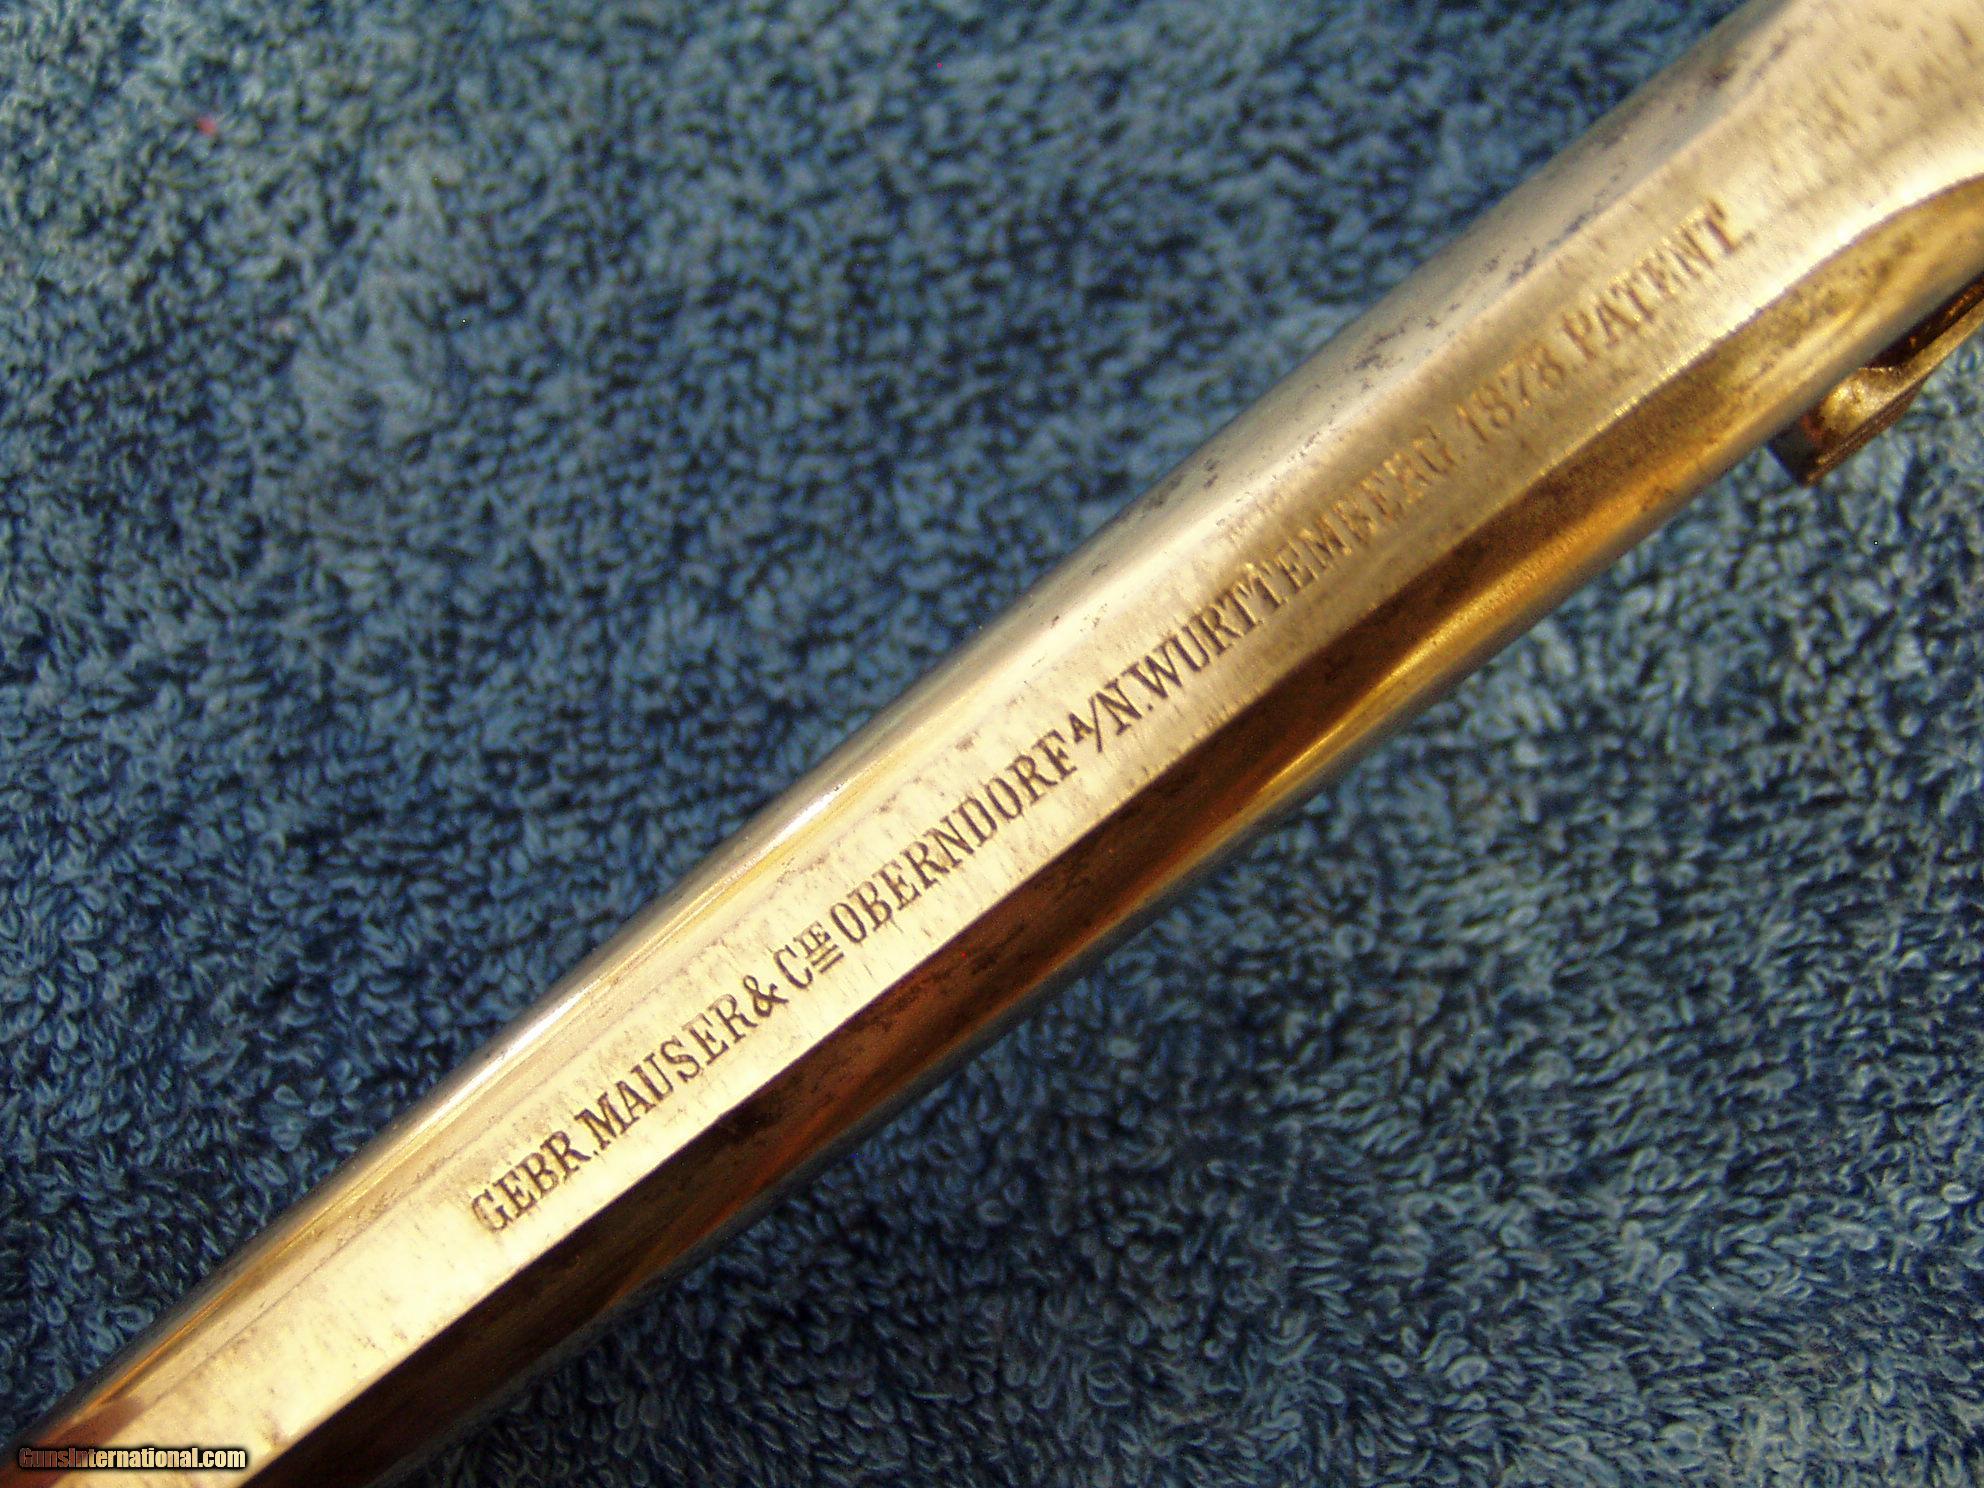 GEBR. MAUSER & CIE OBERNDORF A/N. WURTTEMBERG. 1878 PATENT.
GunsInternational.com